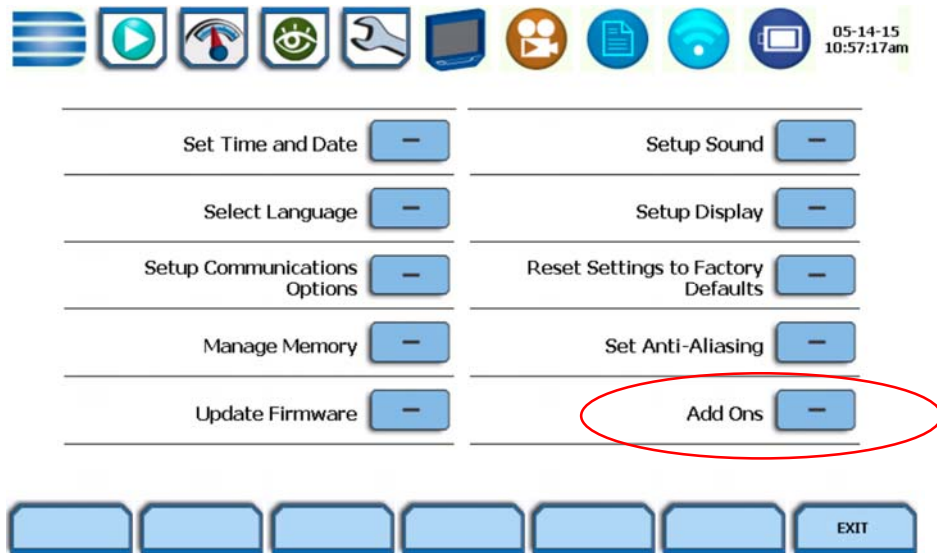 05-14-15
10:57:17am
Set Time and Date
Setup Sound
Select Language
Setup Display
Setup Communications
Options
Reset Settings to Factory
Defaults
Manage Memory
Set Anti-Aliasing
Update Firmware
Add Ons
EXIT